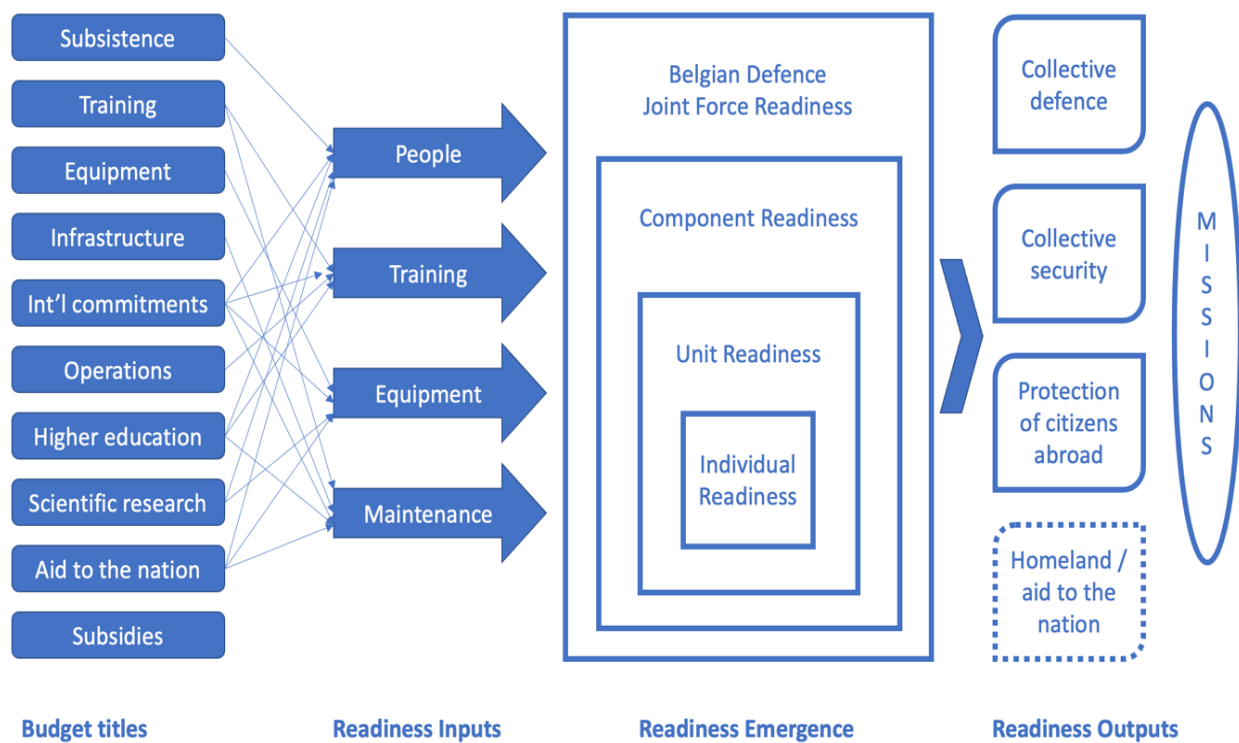 Subsistence
Training
Equipment
Infrastructure
Int’l commitments
Operations
Higher education
Scientific research
Aid to the nation
Subsidies
Budget titles
People
Training
Equipment
Maintenance
Readiness Inputs
Belgian Defence
Joint Force Readiness
Component Readiness
Unit Readiness
Individual
Readiness
Readiness Emergence
Collective
defence
Collective
security
Protection
of citizens
abroad
Homeland /
aid to the
nation
Readiness Outputs
M
I
S
S
I
O
N
S